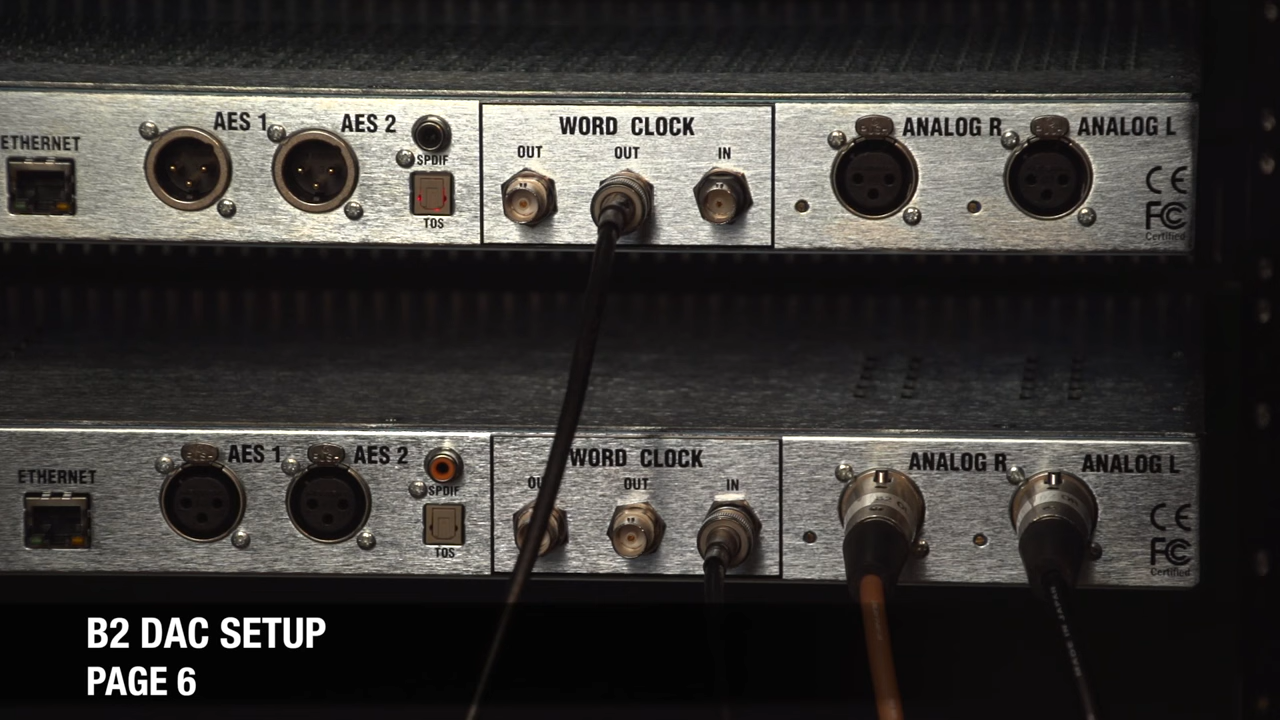 ETHERNET
AES 1
AES 2
SPDIF
TOS
WORD CLOCK
OUT
OUT
IN
ANALOG R
ANALOG L
CE
FC
Certified
ETHERNET
AES 1
AES 2
SPDIF
TOS
WORD CLOCK
OUT
IN
ANALOG R
ANALOG L
CE
FC
Certified
B2 DAC SETUP
PAGE 6